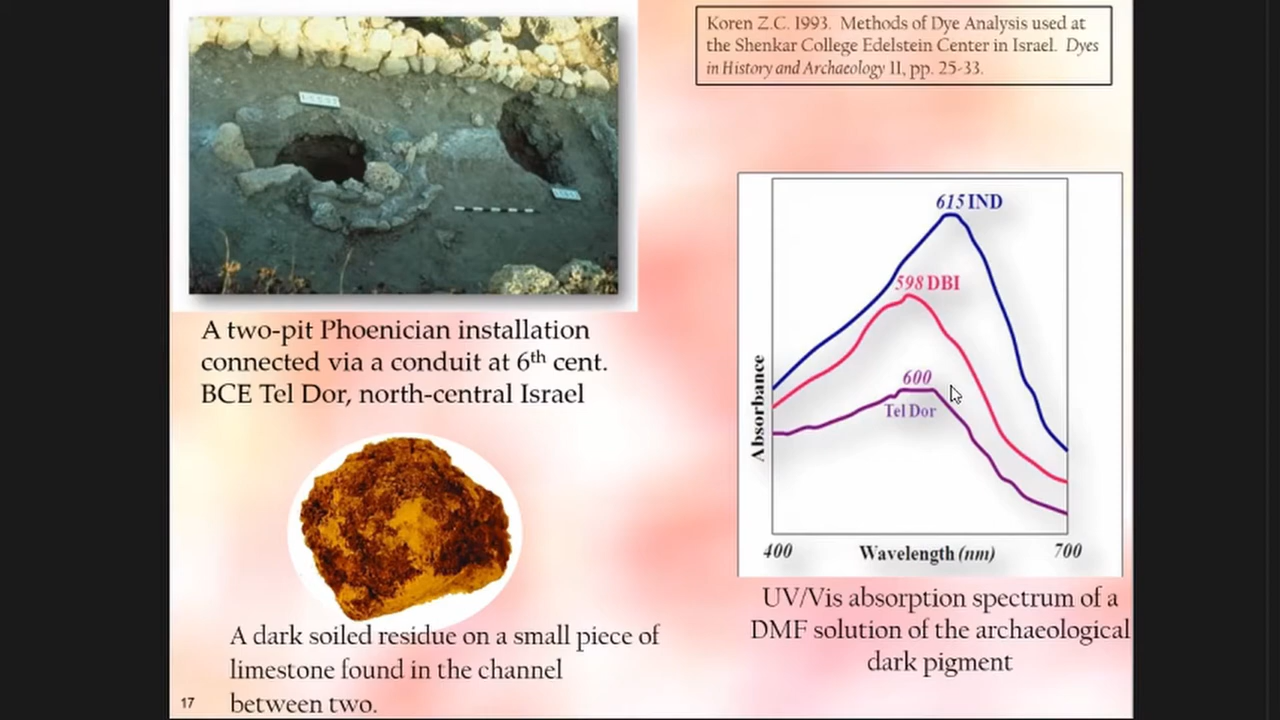 Koren Z.C. 1993. Methods of Dye Analysis used at
the Shenkar College Edelstein Center in Israel. Dyes
in History and Archaeology 11, pp. 25-33.
A two-pit Phoenician installation
connected via a conduit at 6th cent.
BCE Tel Dor, north-central Israel
615 IND
598 DBI
600
Tel Dor
Absorbance
400
Wavelength (nm)
700
UV/Vis absorption spectrum of a
DMF solution of the archaeological
dark pigment
A dark soiled residue on a small piece of
limestone found in the channel
between two.
17